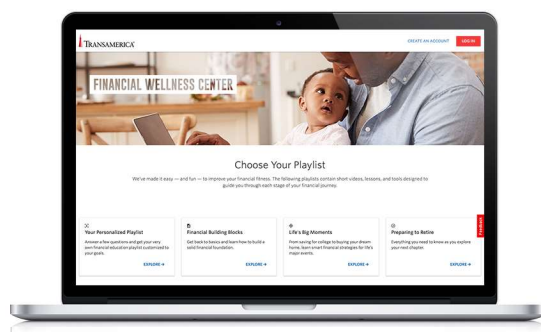 TRANSAMERICA
CREATE AN ACCOUNT
LOG IN
FINANCIAL WELLNESS CENTER
Choose Your Playlist
We've made it easy — and fun — to improve your financial fitness. The following playlists contain short videos, lessons, and tools designed to
guide you through each stage of your financial journey.
Feedback
Your Personalized Playlist
Answer a few questions and get your very
own financial education playlist customized to
your goals.
EXPLORE →
Financial Building Blocks
Get back to basics and learn how to build a
solid financial foundation.
EXPLORE →
Life's Big Moments
From saving for college to buying your dream
home, learn smart financial strategies for life's
major events.
EXPLORE →
Preparing to Retire
Everything you need to know as you explore
your next chapter.
EXPLORE →